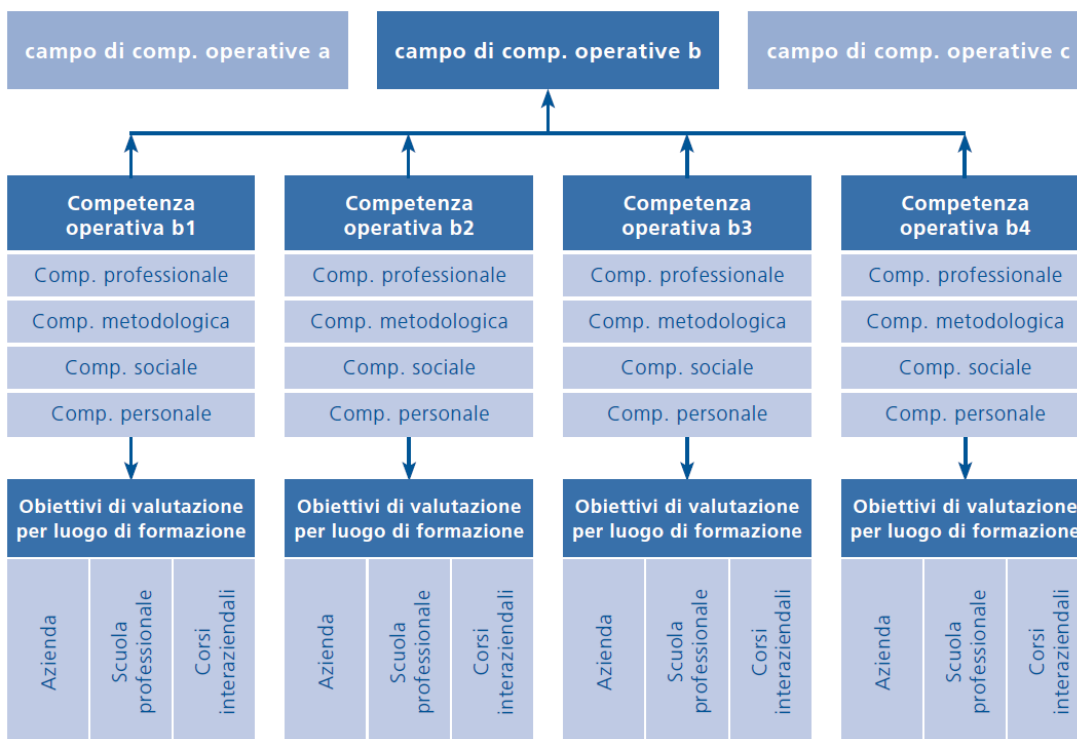 campo di comp. operative a
campo di comp. operative b
campo di comp. operative c
Competenza
operativa b1
Competenza
operativa b2
Competenza
operativa b3
Competenza
operativa b4
Comp. professionale
Comp. professionale
Comp. professionale
Comp. professionale
Comp. metodologica
Comp. metodologica
Comp. metodologica
Comp. metodologica
Comp. sociale
Comp. sociale
Comp. sociale
Comp. sociale
Comp. personale
Comp. personale
Comp. personale
Comp. personale
Obiettivi di valutazione
per luogo di formazione
Obiettivi di valutazione
per luogo di formazione
Obiettivi di valutazione
per luogo di formazione
Obiettivi di valutazione
per luogo di formazione
Azienda
Scuola
professionale
Corsi
interaziendali
Azienda
Scuola
professionale
Corsi
interaziendali
Azienda
Scuola
professionale
Corsi
interaziendali
Azienda
Scuola
professionale
Corsi
interaziendali